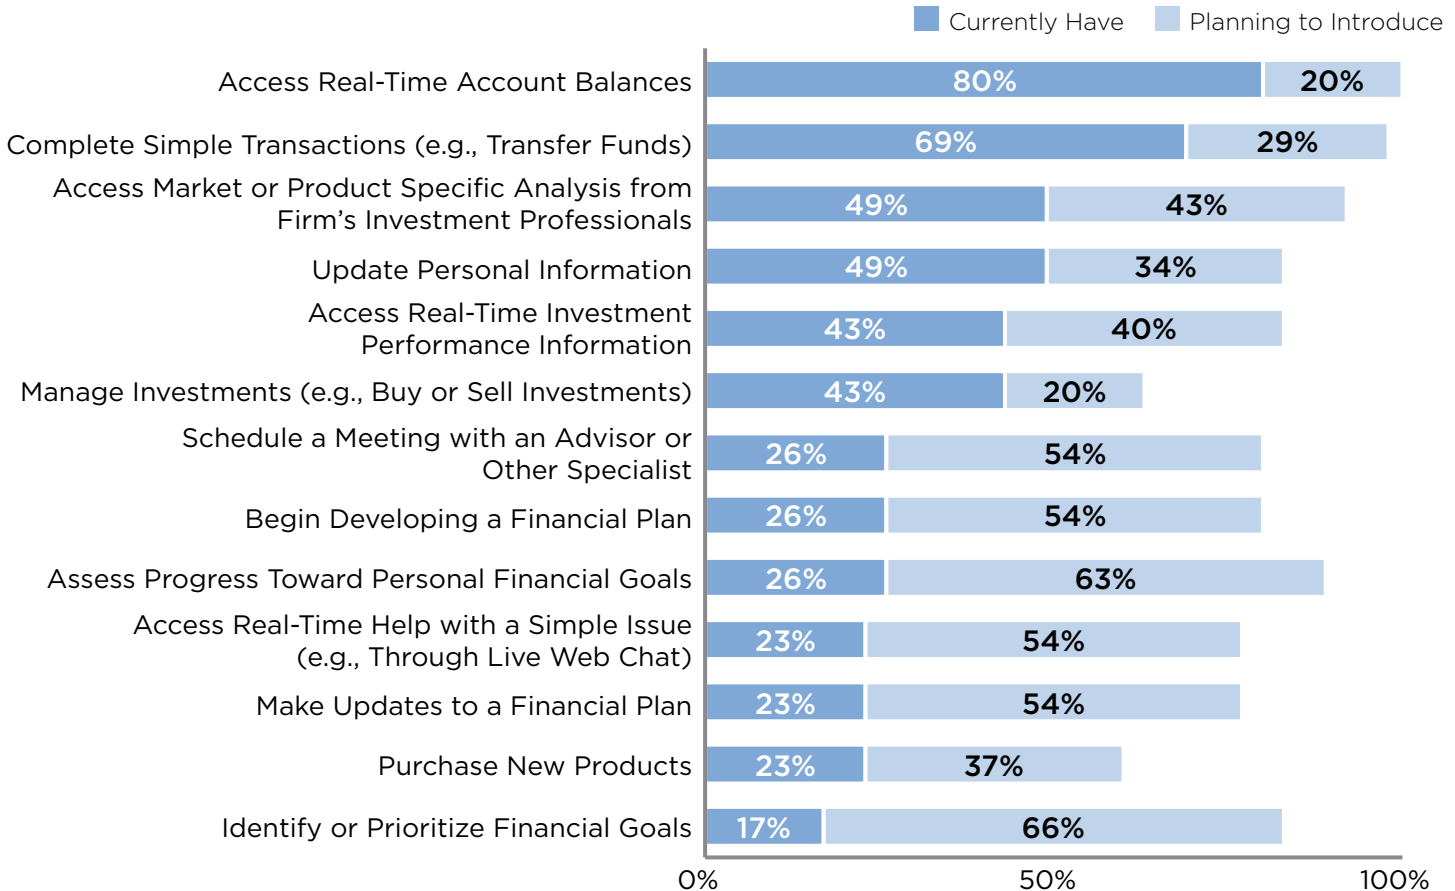 Currently Have Planning to Introduce
Access Real-Time Account Balances 80% 20%
Complete Simple Transactions (e.g., Transfer Funds) 69% 29%
Access Market or Product Specific Analysis from
Firm’s Investment Professionals 49% 43%
Update Personal Information 49% 34%
Access Real-Time Investment
Performance Information 43% 40%
Manage Investments (e.g., Buy or Sell Investments) 43% 20%
Schedule a Meeting with an Advisor or
Other Specialist 26% 54%
Begin Developing a Financial Plan 26% 54%
Assess Progress Toward Personal Financial Goals 26% 63%
Access Real-Time Help with a Simple Issue
(e.g., Through Live Web Chat) 23% 54%
Make Updates to a Financial Plan 23% 54%
Purchase New Products 23% 37%
Identify or Prioritize Financial Goals 17% 66%
0% 50% 100%